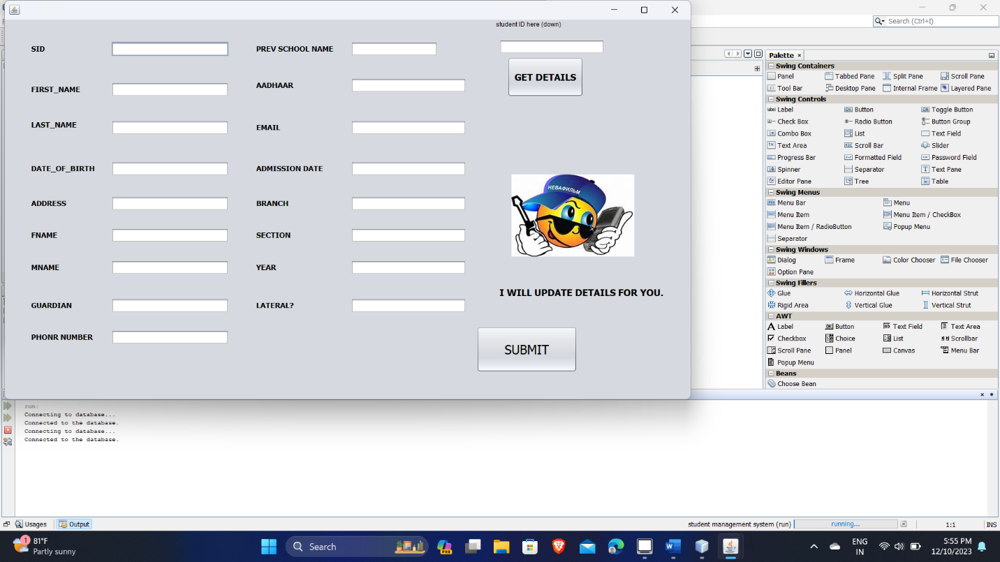 student ID here (down)
Search (Ctrl+I)
SID
PREV SCHOOL NAME
GET DETAILS
FIRST_NAME
AADHAAR
LAST_NAME
EMAIL
DATE_OF_BIRTH
ADMISSION DATE
ADDRESS
BRANCH
FNAME
SECTION
MNAME
YEAR
GUARDIAN
LATERAL?
PHONR NUMBER
НЕВАФИЛЬМ
I WILL UPDATE DETAILS FOR YOU.
SUBMIT
Palette
Swing Containers
Panel Tabbed Pane Split Pane Scroll Pane
Tool Bar Desktop Pane Internal Frame Layered Pane
Swing Controls
label Label OK Button ON Toggle Button
Check Box Radio Button Button Group
Combo Box List Text Field
Text Area Scroll Bar Slider
Progress Bar Formatted Field Password Field
Spinner Separator Text Pane
Editor Pane Tree Table
Swing Menus
Menu Bar Menu
Menu Item Menu Item / CheckBox
Menu Item / RadioButton Popup Menu
Separator
Swing Windows
Dialog Frame Color Chooser File Chooser
Option Pane
Swing Fillers
Glue Horizontal Glue Horizontal Strut
Rigid Area Vertical Glue Vertical Strut
AWT
Label OK Button Text Field Text Area
Checkbox Choice List Scrollbar
Scroll Pane Panel Canvas Menu Bar
Popup Menu
Beans
Choose Bean
run:
Connecting to database...
Connected to the database.
Connecting to database...
Connected to the database.
Usages Output
student management system (run) running... 1:1 INS
1
81°F
Partly sunny
Search
PRE
W
ENG
IN
5:55 PM
12/10/2023